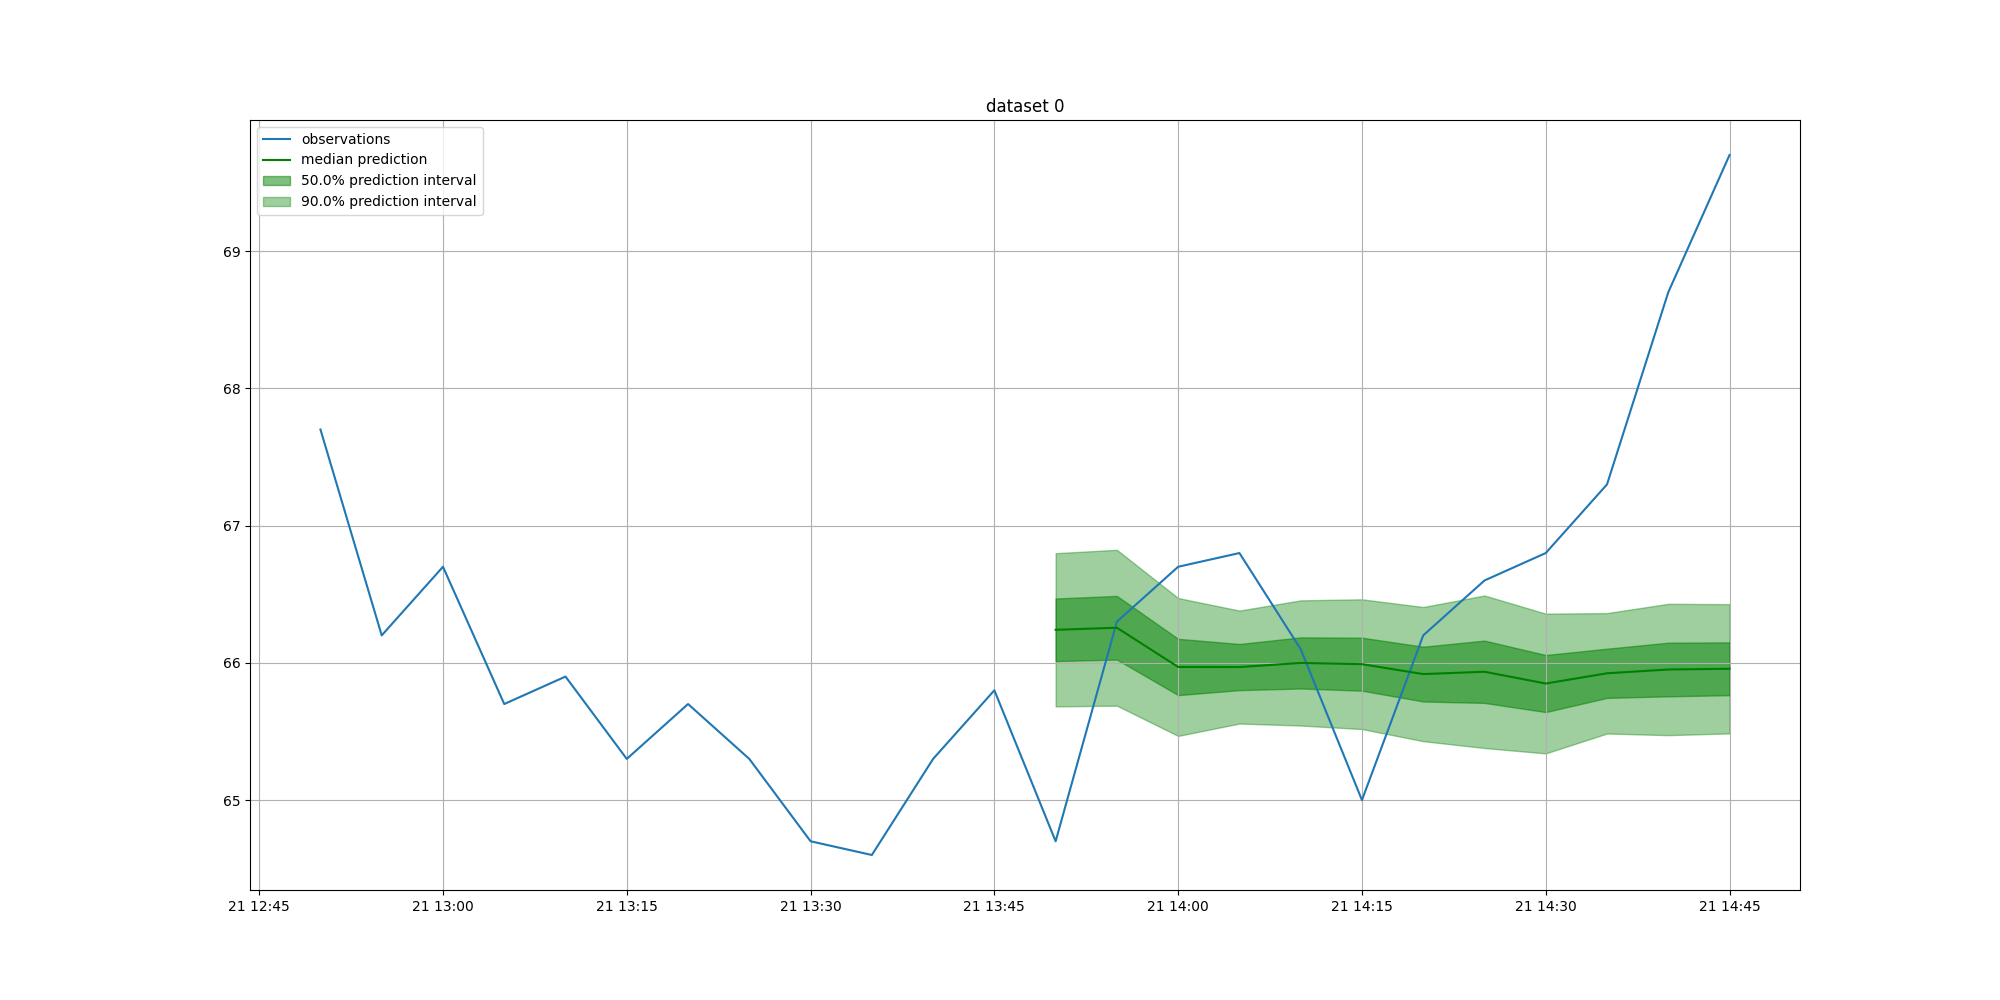 dataset 0
observations
median prediction
50.0% prediction interval
90.0% prediction interval
69
68
67
66
65
21 12:45 21 13:00 21 13:15 21 13:30 21 13:45 21 14:00 21 14:15 21 14:30 21 14:45